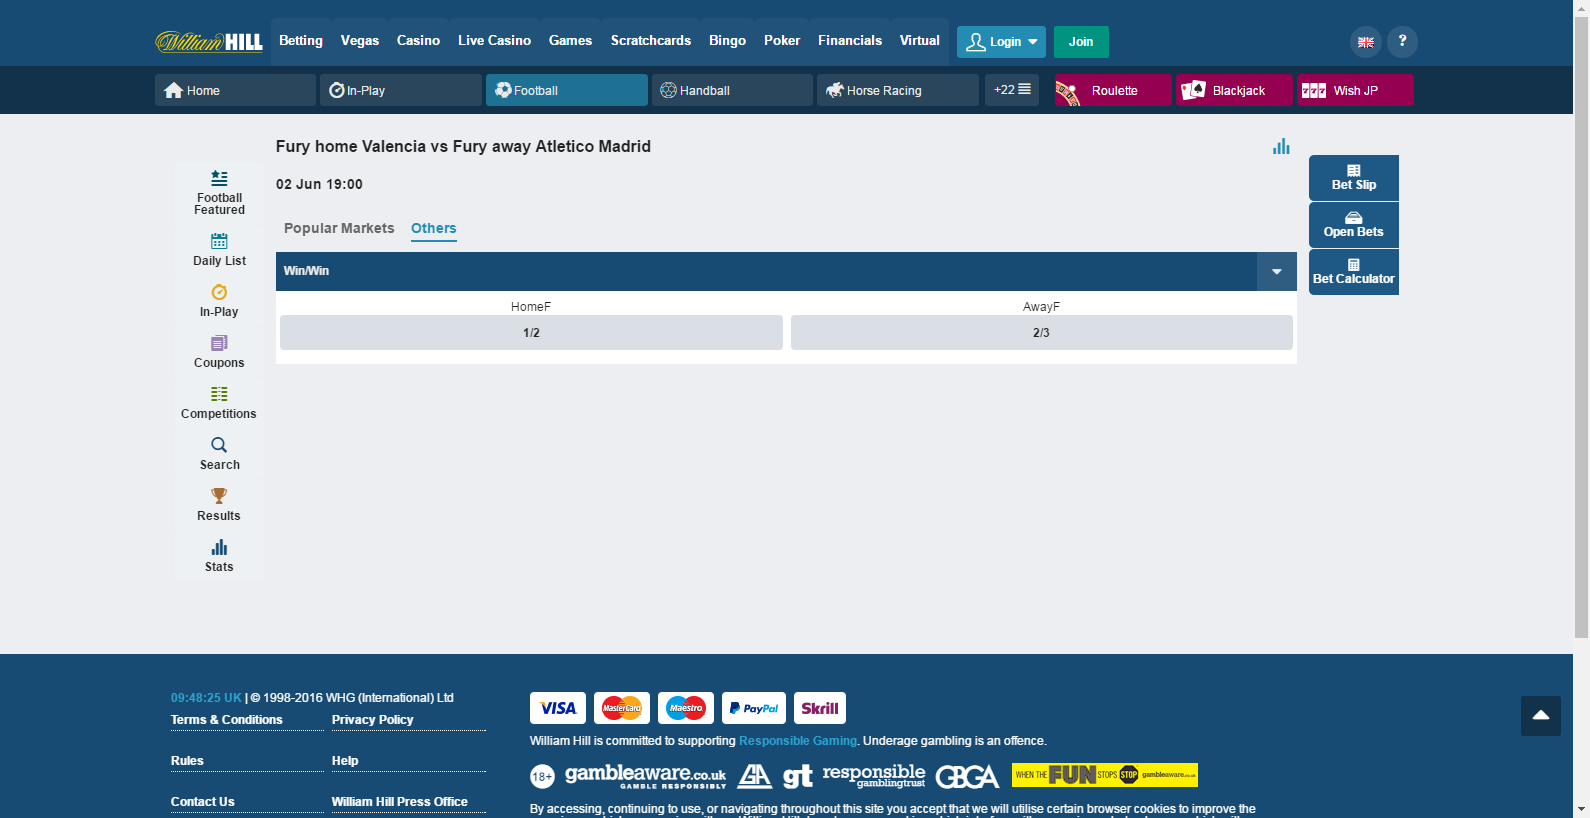 William HILL
Betting Vegas Casino Live Casino Games Scratchcards Bingo Poker Financials Virtual Login Join ?
Home In-Play Football Handball Horse Racing +22 Roulette Blackjack 777 Wish JP
Fury home Valencia vs Fury away Atletico Madrid
02 Jun 19:00
Popular Markets Others
Win/Win
HomeF AwayF
1/2 2/3
Football
Featured
Daily List
In-Play
Coupons
Competitions
Search
Results
Stats
Bet Slip
Open Bets
Bet Calculator
09:48:25 UK | © 1998-2016 WHG (International) Ltd
Terms & Conditions Privacy Policy
Rules Help
Contact Us William Hill Press Office
VISA MasterCard Maestro PayPal Skrill
William Hill is committed to supporting Responsible Gaming. Underage gambling is an offence.
18+ gambleaware.co.uk
GAMBLE RESPONSIBLY
GA gt responsible
gamblingtrust
GBGA WHEN THE FUN STOPS STOP gambleaware.co.uk
By accessing, continuing to use, or navigating throughout this site you accept that we will utilise certain browser cookies to improve the